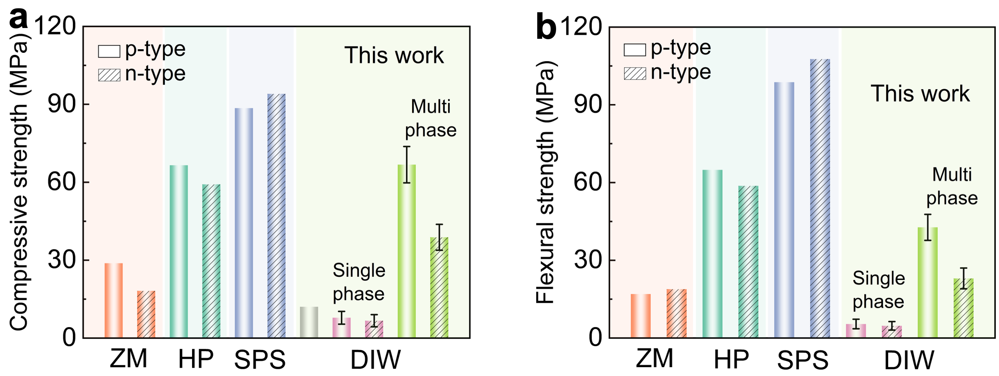 a
Compressive strength (MPa)
120
90
60
30
0
p-type
n-type
This work
Multi
phase
Single
phase
ZM
HP
SPS
DIW
b
Flexural strength (MPa)
120
90
60
30
0
p-type
n-type
This work
Multi
phase
Single
phase
ZM
HP
SPS
DIW